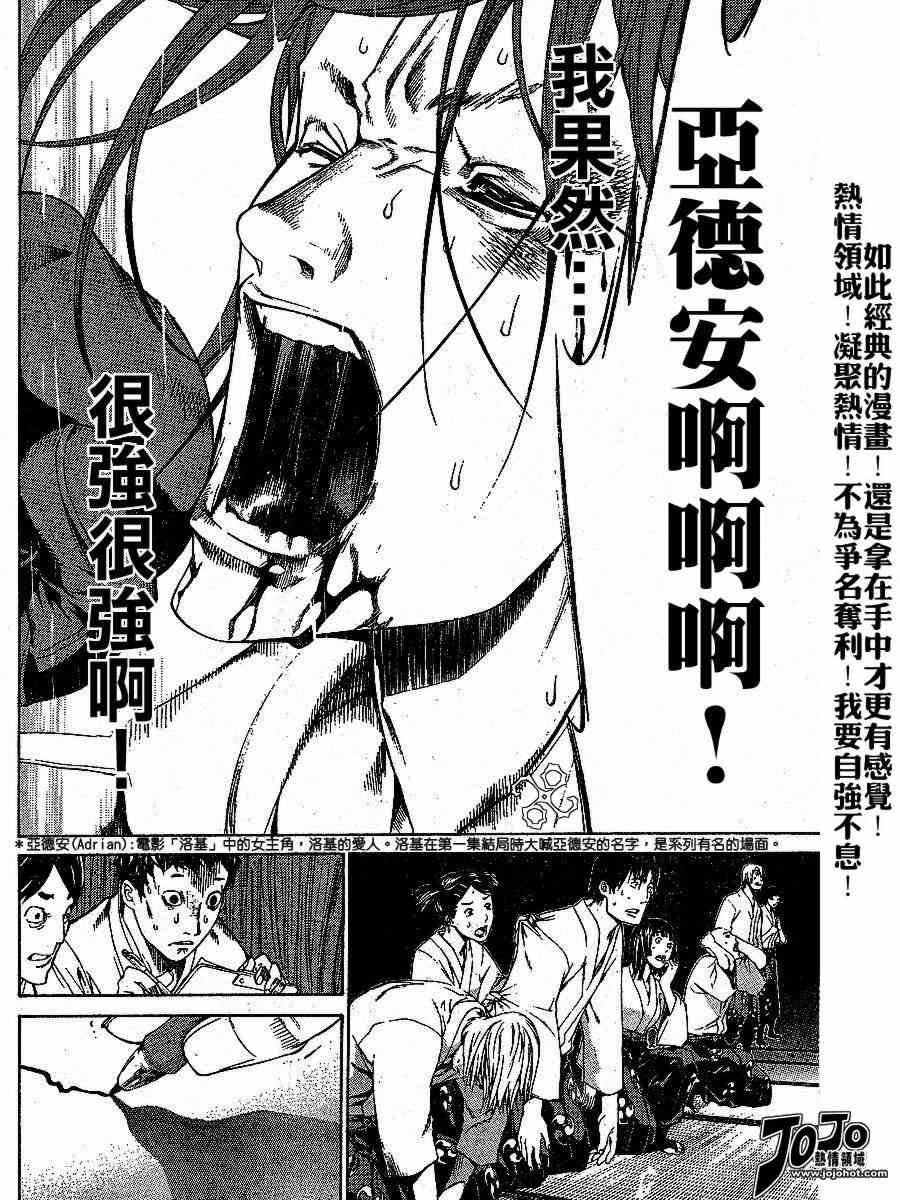 如此經典的漫畫！還是拿在手中才更有感覺！
熱情領域！凝聚熱情！不為爭名奪利！我要自強不息！
亞德安啊啊啊！
我果然…
很強很強啊！
＊亞德安(Adrian):電影「洛基」中的女主角，洛基的愛人。洛基在第一集結局時大喊亞德安的名字，是系列有名的場面。
JOJO
熱情領域
www.jojohot.com